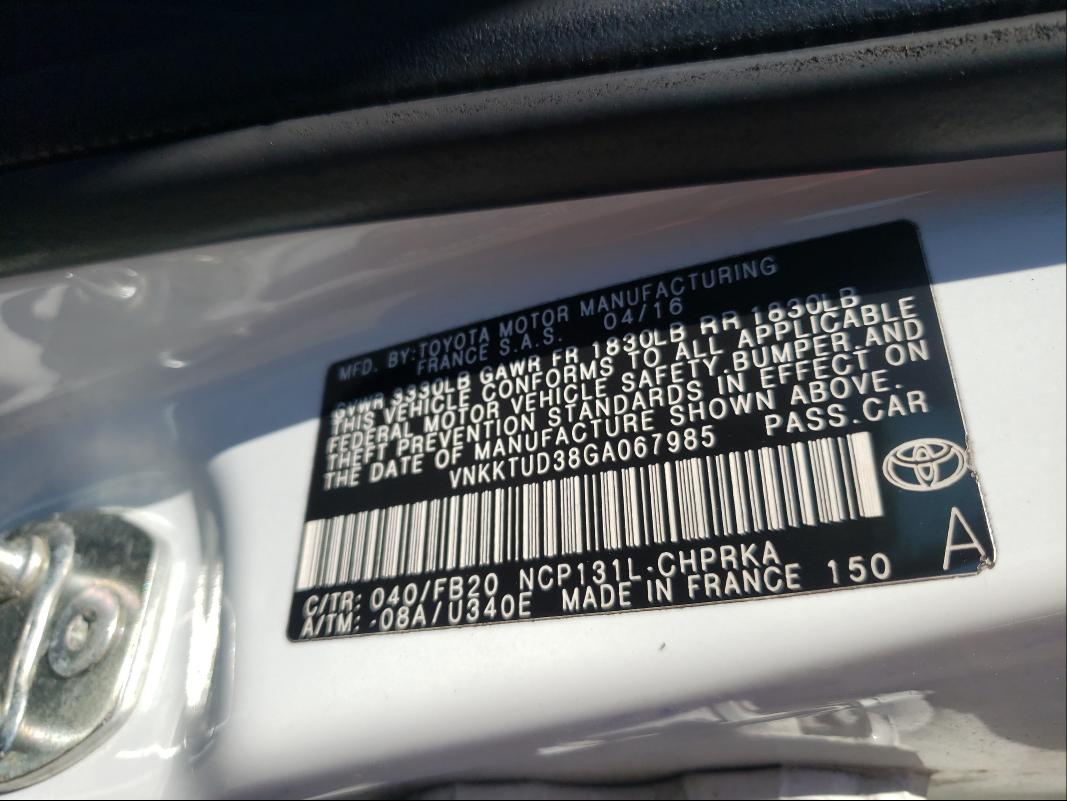 MFD. BY:TOYOTA MOTOR MANUFACTURING
FRANCE S.A.S. 04/16
GVWR 3330LB GAWR FR 1830LB RR 1830LB
THIS VEHICLE CONFORMS TO ALL APPLICABLE
FEDERAL MOTOR VEHICLE SAFETY,BUMPER,AND
THEFT PREVENTION STANDARDS IN EFFECT ON
THE DATE OF MANUFACTURE SHOWN ABOVE.
VNKKTUD38GA067985 PASS.CAR
C/TR: 040/FB20 NCP131L-CHPRKA
A/TM: -08A/U340E MADE IN FRANCE 150
A